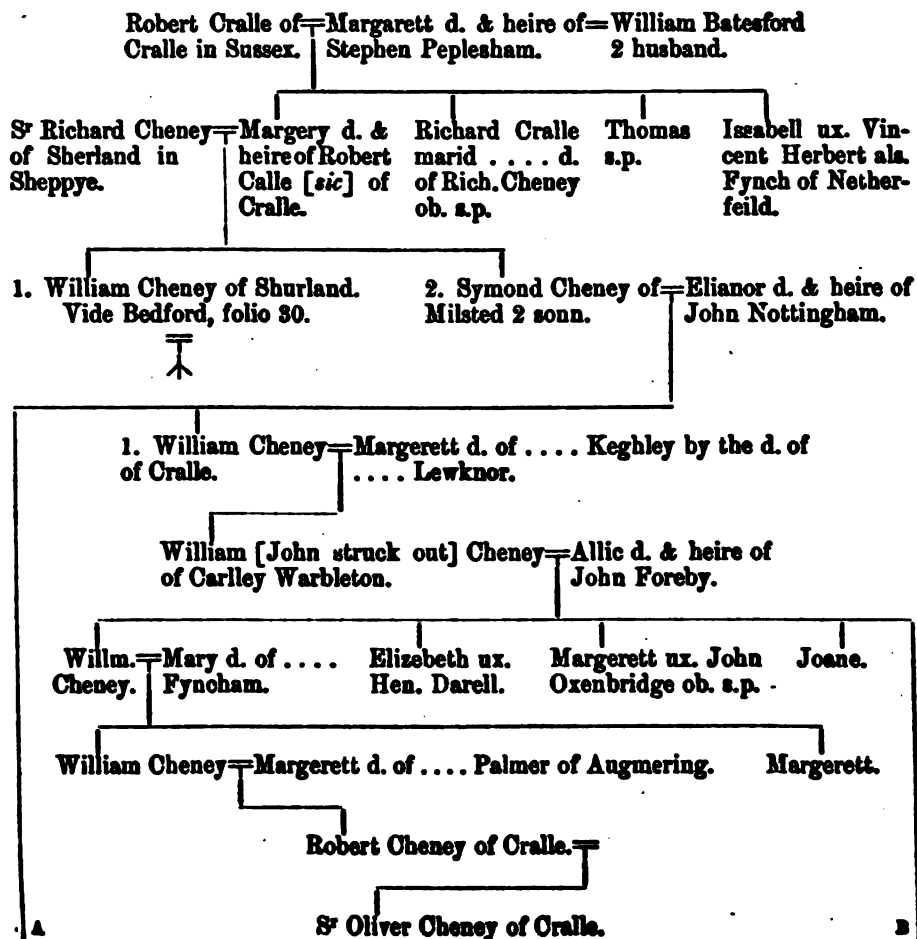 Robert Cralle of = Margarett d. & heire of = William Batesford
Cralle in Sussex. Stephen Peplesham. 2 husband.
Sr Richard Cheney = Margery d. & Richard Cralle Thomas Issabell ux. Vin-
of Sherland in heire of Robert marid .... d. s.p. cent Herbert als.
Sheppye. Calle [sic] of of Rich. Cheney Fynch of Nether-
Cralle. ob. s.p. feild.
1. William Cheney of Shurland. 2. Symond Cheney of = Elianor d. & heire of
Vide Bedford, folio 30. Milsted 2 sonn. John Nottingham.
1. William Cheney = Margerett d. of .... Keghley by the d. of
of Cralle. .... Lewknor.
William [John struck out] Cheney = Allic d. & heire of
of Carlley Warbleton. John Foreby.
Willm. = Mary d. of .... Elizebeth ux. Margerett ux. John Joane.
Cheney. Fyncham. Hen. Darell. Oxenbridge ob. s.p.
William Cheney = Margerett d. of .... Palmer of Augmering. Margerett.
Robert Cheney of Cralle. =
A Sr Oliver Cheney of Cralle. B